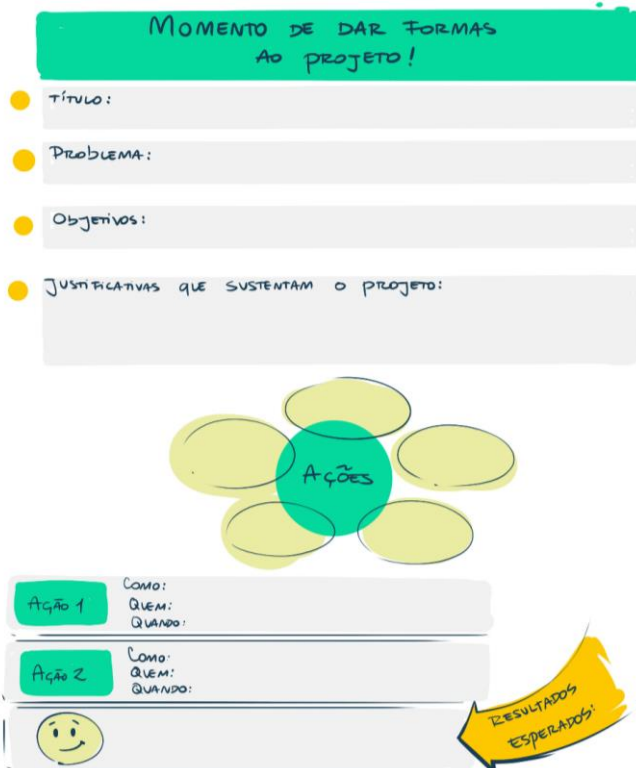 MOMENTO DE DAR FORMAS
AO PROJETO!
TÍTULO:
PROBLEMA:
OBJETIVOS:
JUSTIFICATIVAS QUE SUSTENTAM O PROJETO:
AÇÕES
AÇÃO 1
COMO:
QUEM:
QUANDO:
AÇÃO 2
COMO:
QUEM:
QUANDO:
RESULTADOS
ESPERADOS: